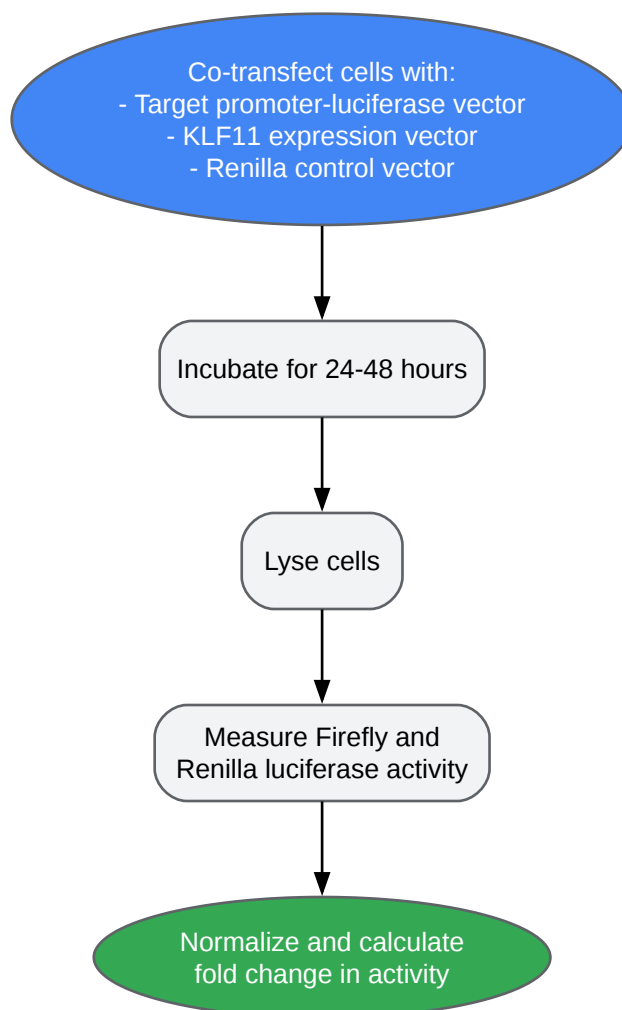 Co-transfect cells with:
- Target promoter-luciferase vector
- KLF11 expression vector
- Renilla control vector
Incubate for 24-48 hours
Lyse cells
Measure Firefly and
Renilla luciferase activity
Normalize and calculate
fold change in activity